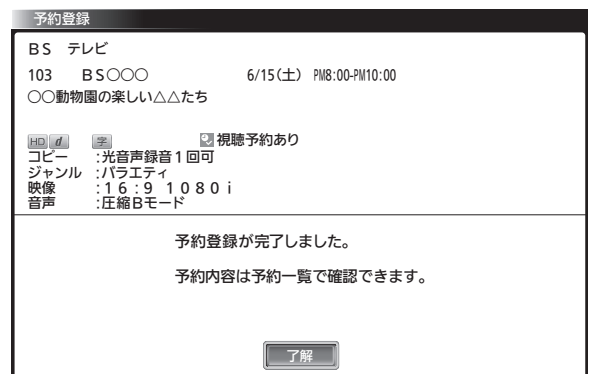 予約登録
BS テレビ
103 BS○○○ 6/15(土) PM8:00-PM10:00
○○動物園の楽しい△△たち
HD d 字 視聴予約あり
コピー :光音声録音1回可
ジャンル :バラエティ
映像 :16:9 1080i
音声 :圧縮Bモード
予約登録が完了しました。
予約内容は予約一覧で確認できます。
了解